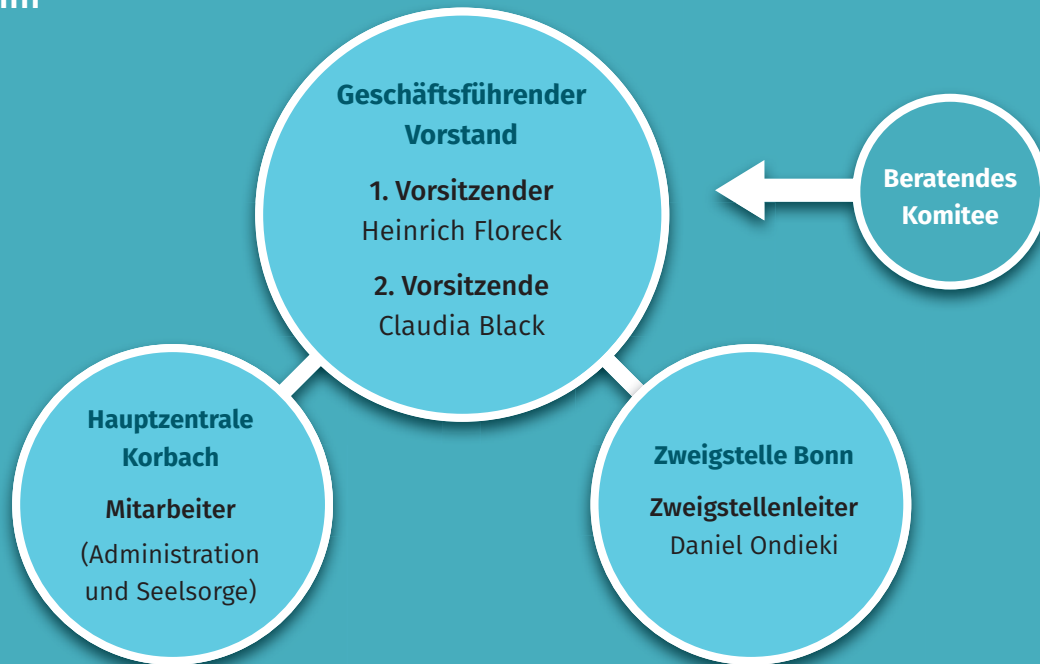 Geschäftsführender
Vorstand
1. Vorsitzender
Heinrich Floreck
2. Vorsitzende
Claudia Black
Beratendes
Komitee
Hauptzentrale
Korbach
Mitarbeiter
(Administration
und Seelsorge)
Zweigstelle Bonn
Zweigstellenleiter
Daniel Ondieki